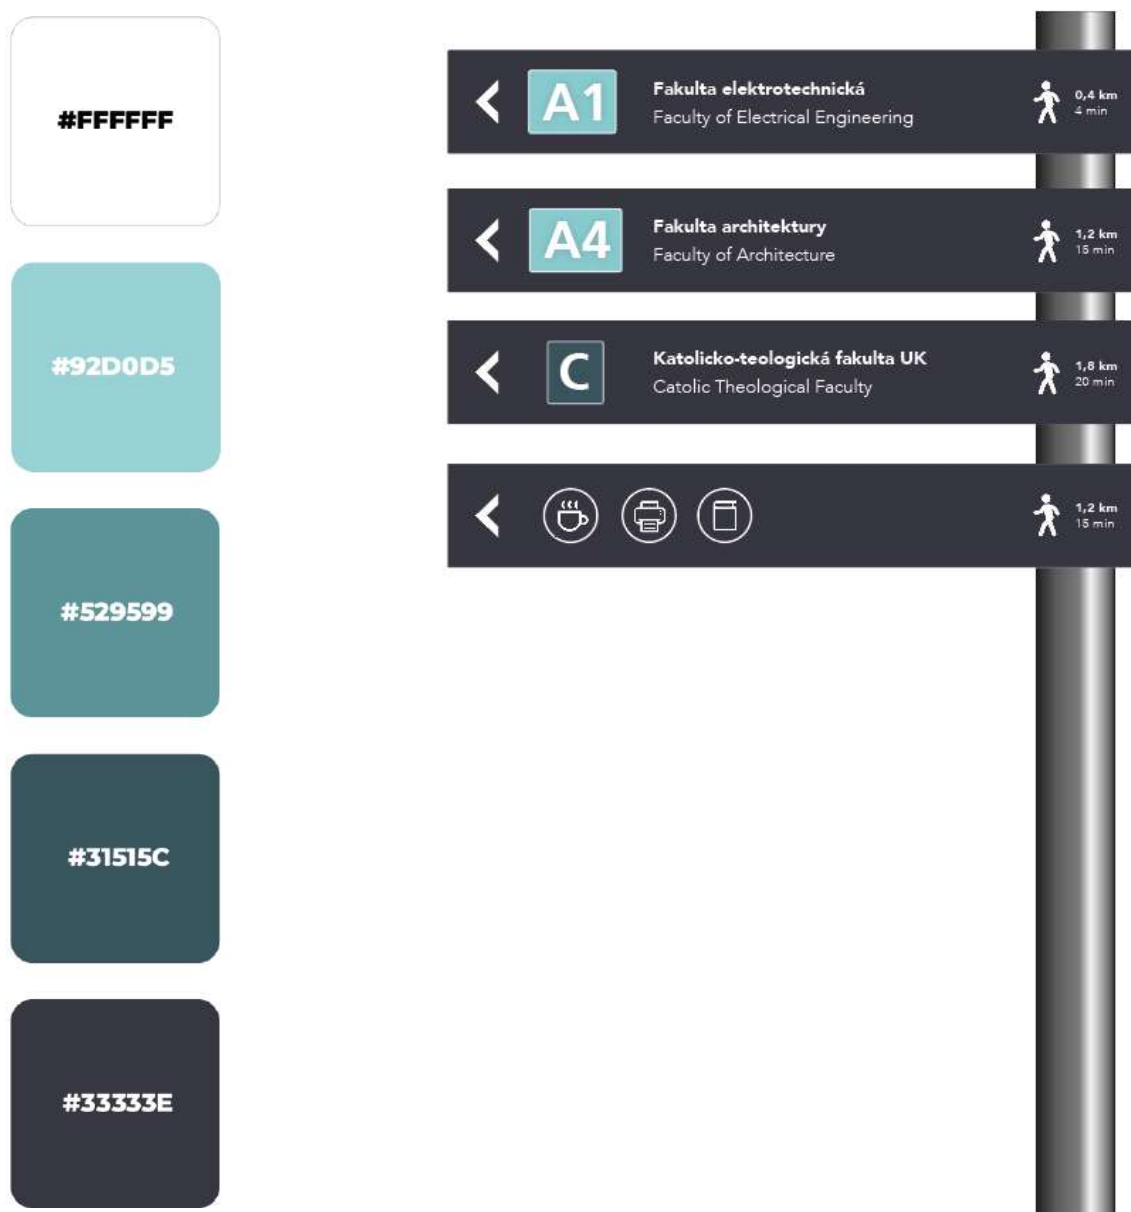 #FFFFFF
#92D0D5
#529599
#31515C
#33333E
A1
Fakulta elektrotechnická
Faculty of Electrical Engineering
0,4 km
4 min
A4
Fakulta architektury
Faculty of Architecture
1,2 km
15 min
C
Katolicko-teologická fakulta UK
Catolic Theological Faculty
1,6 km
20 min
1,2 km
15 min